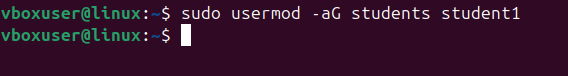 vboxuser@linux:~$ sudo usermod -aG students student1
vboxuser@linux:~$